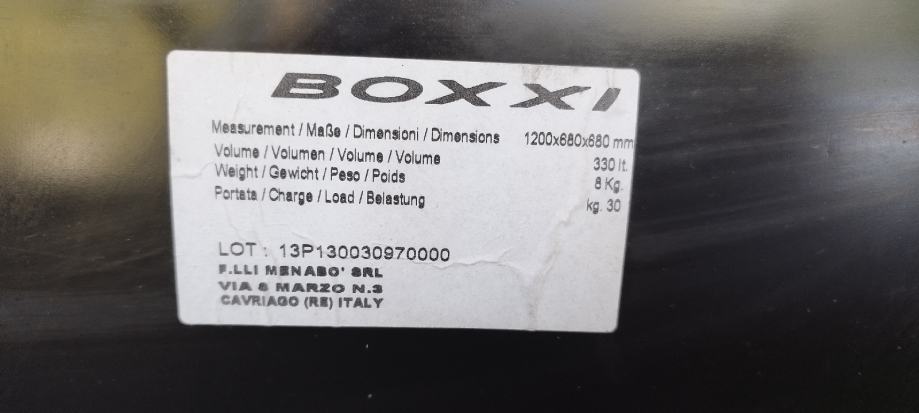 BOXXI
Measurement / Maße / Dimensioni / Dimensions 1200x680x680 mm
Volume / Volumen / Volume / Volume 330 lt.
Weight / Gewicht / Peso / Poids 8 Kg.
Portata / Charge / Load / Belastung kg. 30
LOT : 13P130030970000
F.LLI MENABO' SRL
VIA 8 MARZO N.3
CAVRIAGO (RE) ITALY